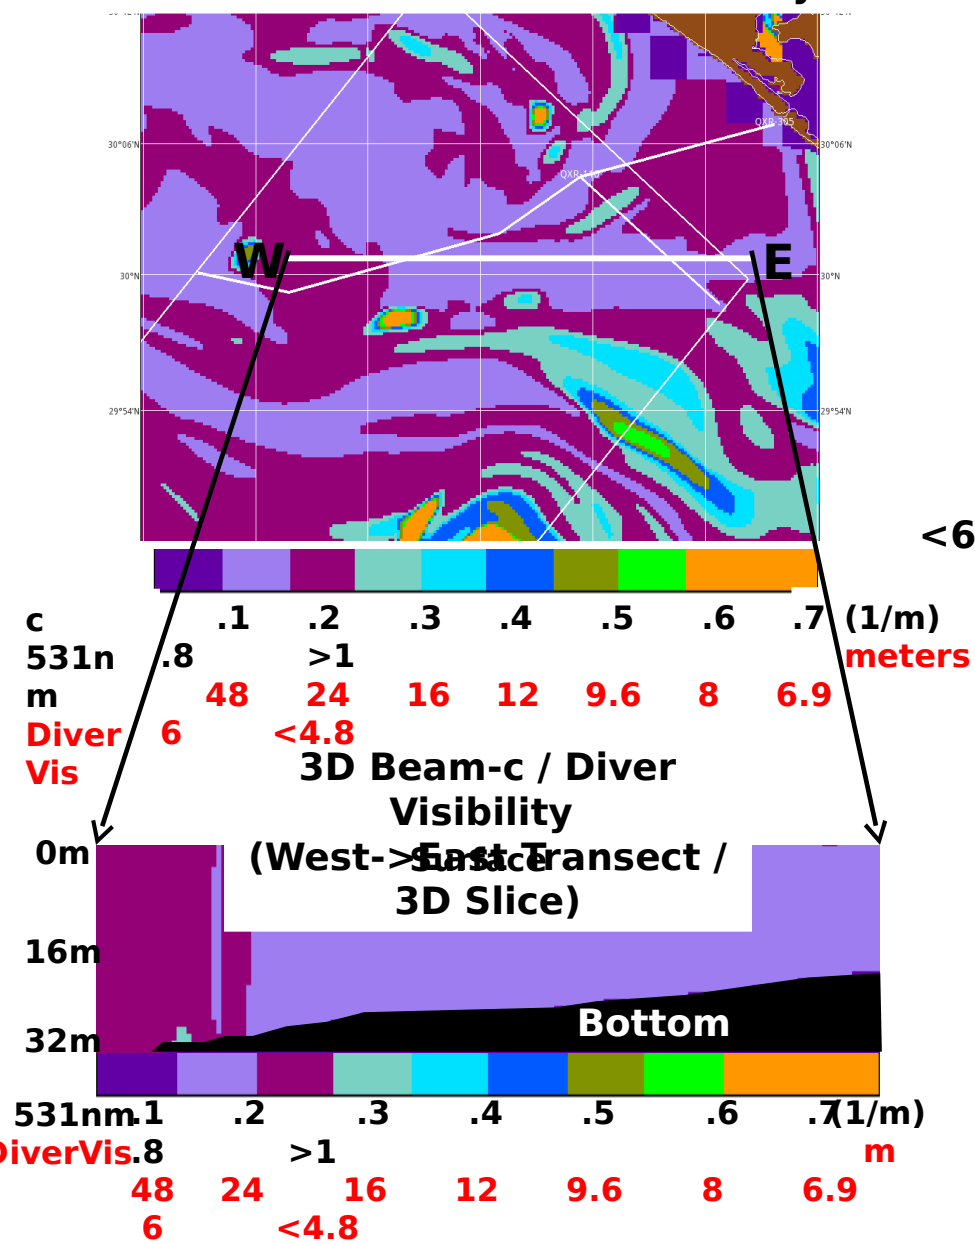 30°06'N
QXR-305
30°06'N
W
E
30°N
30°N
29°54'N
29°54'N
<6
c .1 .2 .3 .4 .5 .6 .7 (1/m)
531n .8 >1 meters
m 48 24 16 12 9.6 8 6.9
Diver 6 <4.8
Vis
3D Beam-c / Diver
Visibility
(West->East Transect /
Surface
3D Slice)
0m
16m
32m
Bottom
531nm .1 .2 .3 .4 .5 .6 .7 (1/m)
DiverVis .8 >1 m
48 24 16 12 9.6 8 6.9
6 <4.8